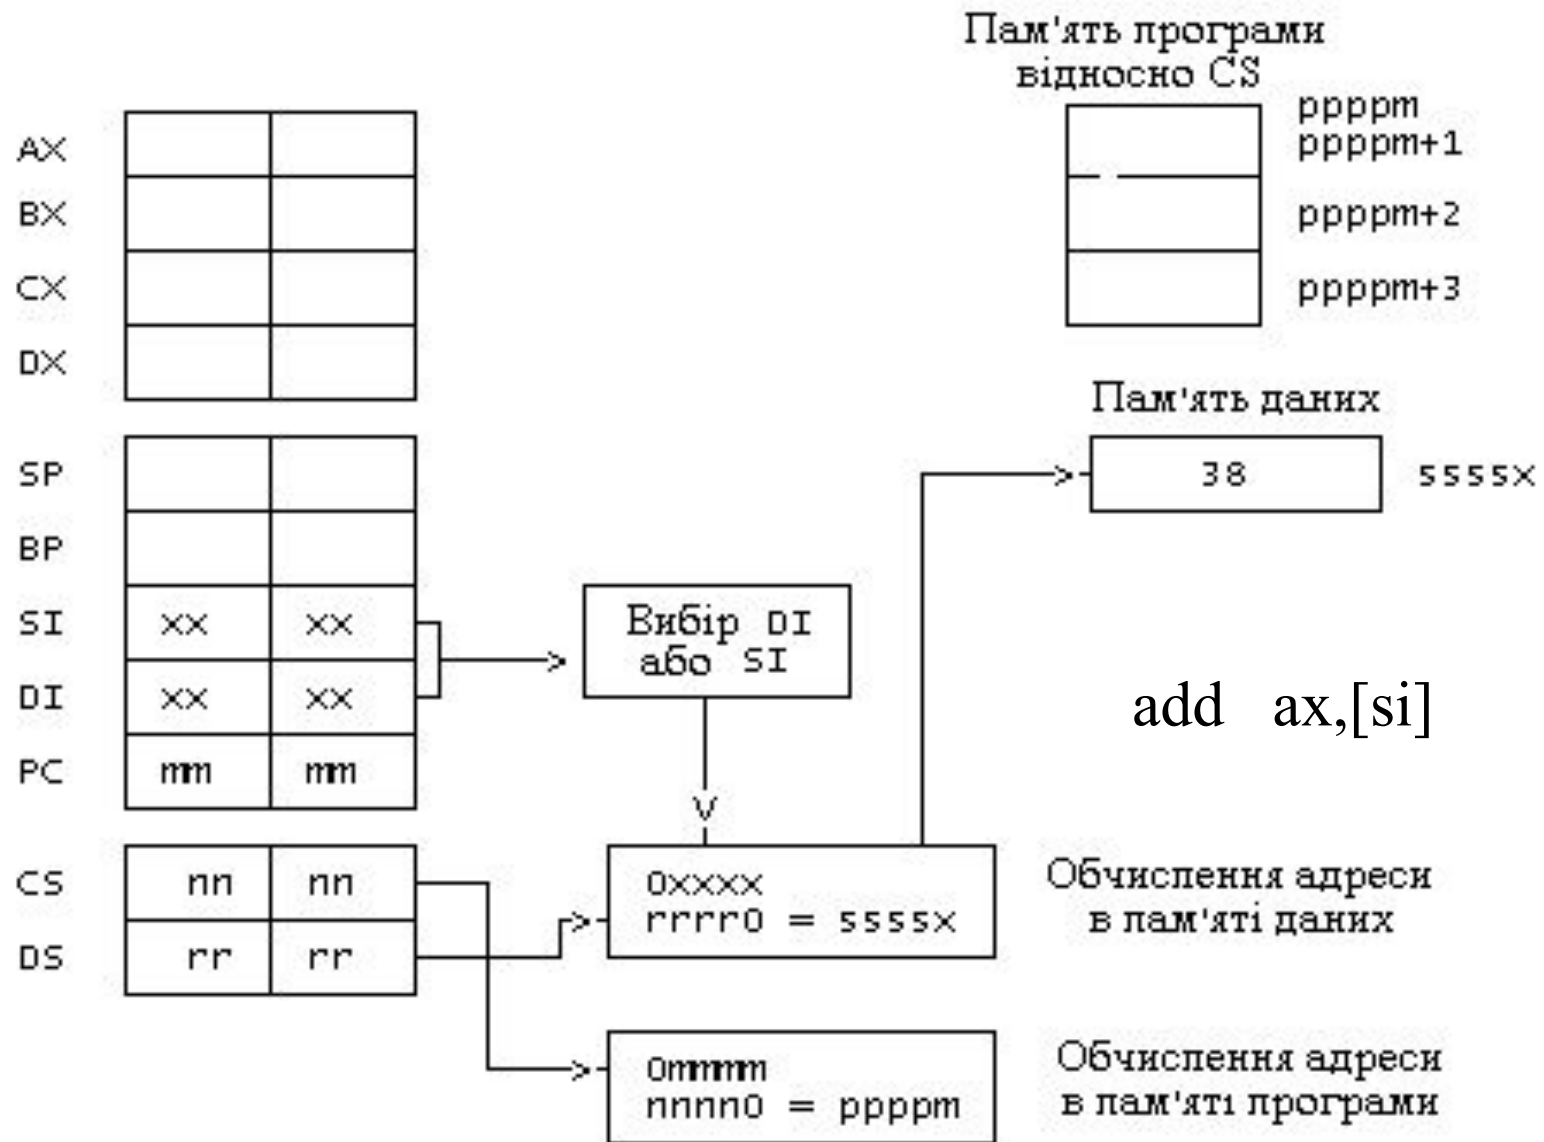 Пам'ять програми
відносно CS
ppppm
ppppm+1
ppppm+2
ppppm+3
AX
BX
CX
DX
Пам'ять даних
38 ssssx
SP
BP
SI xx xx
DI xx xx
PC mm mm
Вибір DI
або SI
add ax,[si]
CS nn nn
DS rr rr
0xxxx
rrrr0 = ssssx
Обчислення адреси
в пам'яті даних
0mmmm
nnnn0 = ppppm
Обчислення адреси
в пам'яті програми